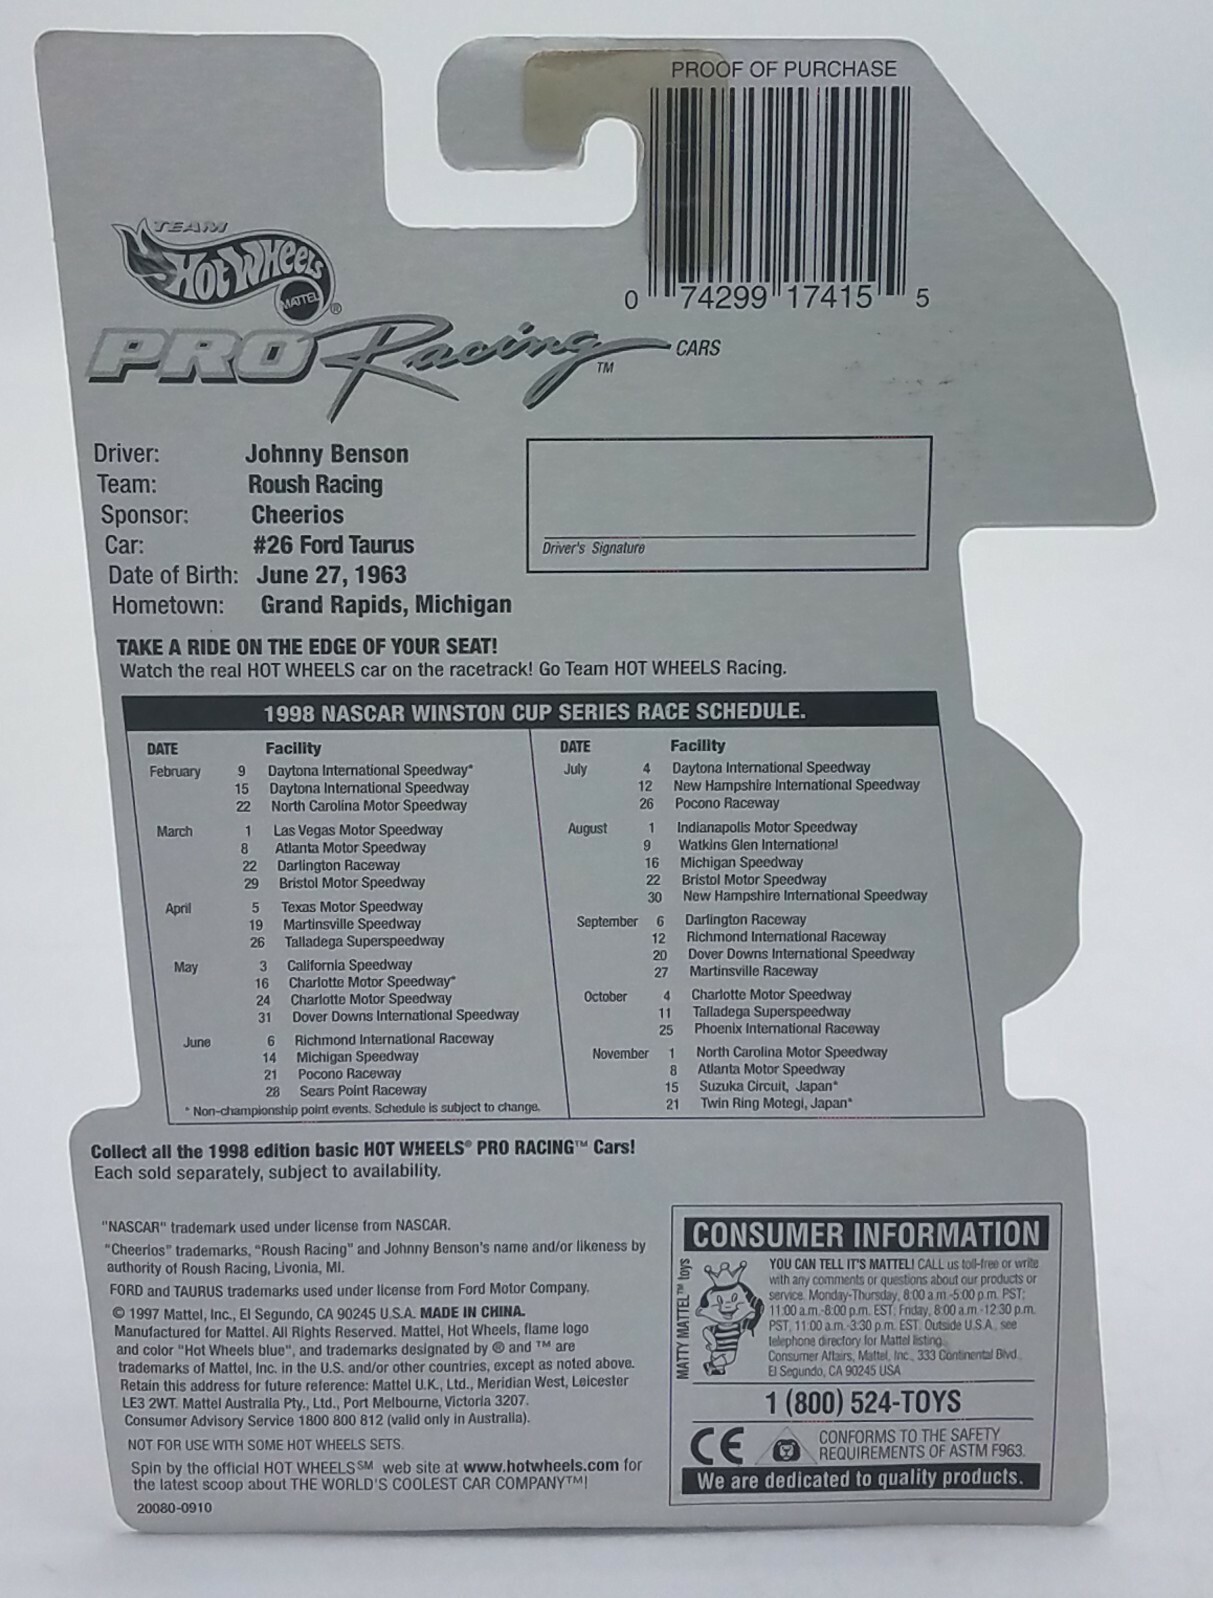 PROOF OF PURCHASE
0 74299 17415 5
TEAM
HOT WHEELS
MATTEL ®
PRO Racing™ CARS
Driver: Johnny Benson
Team: Roush Racing
Sponsor: Cheerios
Car: #26 Ford Taurus
Date of Birth: June 27, 1963
Hometown: Grand Rapids, Michigan
Driver's Signature
TAKE A RIDE ON THE EDGE OF YOUR SEAT!
Watch the real HOT WHEELS car on the racetrack! Go Team HOT WHEELS Racing.
1998 NASCAR WINSTON CUP SERIES RACE SCHEDULE.
DATE Facility
February 9 Daytona International Speedway*
15 Daytona International Speedway
22 North Carolina Motor Speedway
March 1 Las Vegas Motor Speedway
8 Atlanta Motor Speedway
22 Darlington Raceway
29 Bristol Motor Speedway
April 5 Texas Motor Speedway
19 Martinsville Speedway
26 Talladega Superspeedway
May 3 California Speedway
16 Charlotte Motor Speedway*
24 Charlotte Motor Speedway
31 Dover Downs International Speedway
June 6 Richmond International Raceway
14 Michigan Speedway
21 Pocono Raceway
28 Sears Point Raceway
* Non-championship point events. Schedule is subject to change.
DATE Facility
July 4 Daytona International Speedway
12 New Hampshire International Speedway
26 Pocono Raceway
August 1 Indianapolis Motor Speedway
9 Watkins Glen International
16 Michigan Speedway
22 Bristol Motor Speedway
30 New Hampshire International Speedway
September 6 Darlington Raceway
12 Richmond International Raceway
20 Dover Downs International Speedway
27 Martinsville Raceway
October 4 Charlotte Motor Speedway
11 Talladega Superspeedway
25 Phoenix International Raceway
November 1 North Carolina Motor Speedway
8 Atlanta Motor Speedway
15 Suzuka Circuit, Japan*
21 Twin Ring Motegi, Japan*
Collect all the 1998 edition basic HOT WHEELS® PRO RACING™ Cars!
Each sold separately, subject to availability.
"NASCAR" trademark used under license from NASCAR.
"Cheerios" trademarks, "Roush Racing" and Johnny Benson's name and/or likeness by
authority of Roush Racing, Livonia, MI.
FORD and TAURUS trademarks used under license from Ford Motor Company.
© 1997 Mattel, Inc., El Segundo, CA 90245 U.S.A. MADE IN CHINA.
Manufactured for Mattel. All Rights Reserved. Mattel, Hot Wheels, flame logo
and color "Hot Wheels blue", and trademarks designated by ® and ™ are
trademarks of Mattel, Inc. in the U.S. and/or other countries, except as noted above.
Retain this address for future reference: Mattel U.K., Ltd., Meridian West, Leicester
LE3 2WT. Mattel Australia Pty., Ltd., Port Melbourne, Victoria 3207.
Consumer Advisory Service 1800 800 812 (valid only in Australia).
NOT FOR USE WITH SOME HOT WHEELS SETS.
Spin by the official HOT WHEELS℠ web site at www.hotwheels.com for
the latest scoop about THE WORLD'S COOLEST CAR COMPANY™!
20080-0910
CONSUMER INFORMATION
MATTY MATTEL™ toys
YOU CAN TELL IT'S MATTEL! CALL us toll-free or write
with any comments or questions about our products or
service. Monday-Thursday, 8:00 a.m.-5:00 p.m. PST;
11:00 a.m.-8:00 p.m. EST; Friday, 8:00 a.m.-12:30 p.m.
PST, 11:00 a.m.-3:30 p.m. EST. Outside U.S.A., see
telephone directory for Mattel listing.
Consumer Affairs, Mattel, Inc., 333 Continental Blvd.,
El Segundo, CA 90245 USA
1 (800) 524-TOYS
CE
CONFORMS TO THE SAFETY
REQUIREMENTS OF ASTM F963.
We are dedicated to quality products.